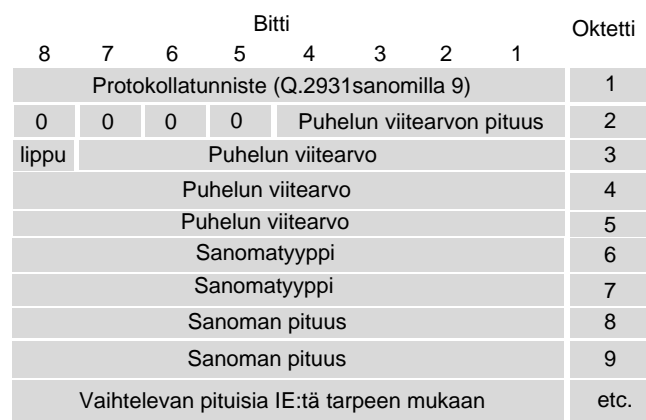 Bitti Oktetti
8 7 6 5 4 3 2 1
Protokollatunniste (Q.2931sanomilla 9) 1
0 0 0 0 Puhelun viitearvon pituus 2
lippu Puhelun viitearvo 3
Puhelun viitearvo 4
Puhelun viitearvo 5
Sanomatyyppi 6
Sanomatyyppi 7
Sanoman pituus 8
Sanoman pituus 9
Vaihtelevan pituisia IE:tä tarpeen mukaan etc.